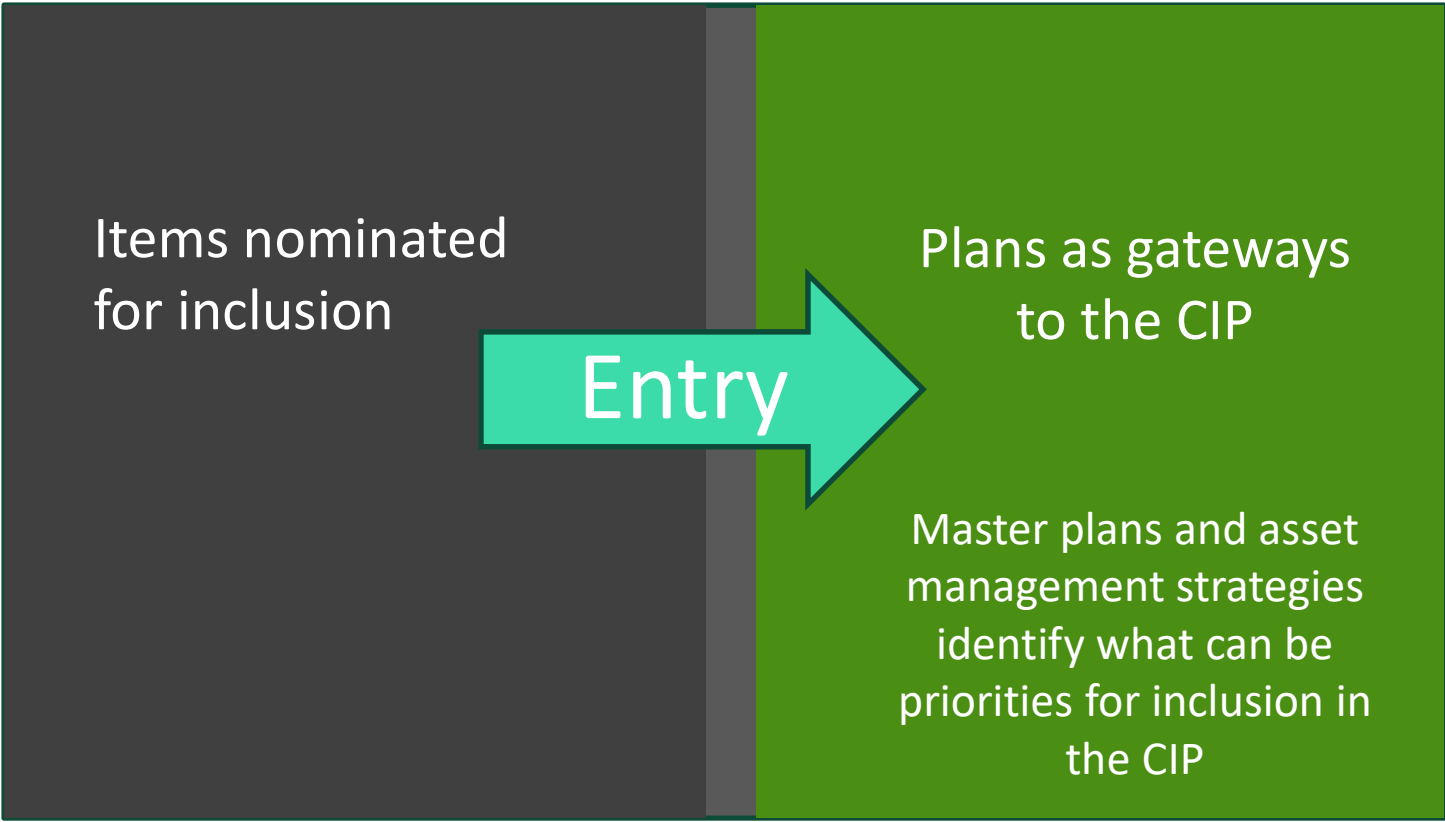 Items nominated
for inclusion
Entry
Plans as gateways
to the CIP
Master plans and asset
management strategies
identify what can be
priorities for inclusion in
the CIP